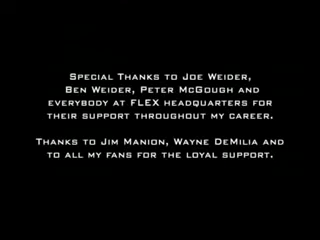 Special Thanks to Joe Weider,
Ben Weider, Peter McGough and
everybody at FLEX headquarters for
their support throughout my career.
Thanks to Jim Manion, Wayne DeMilia and
to all my fans for the loyal support.